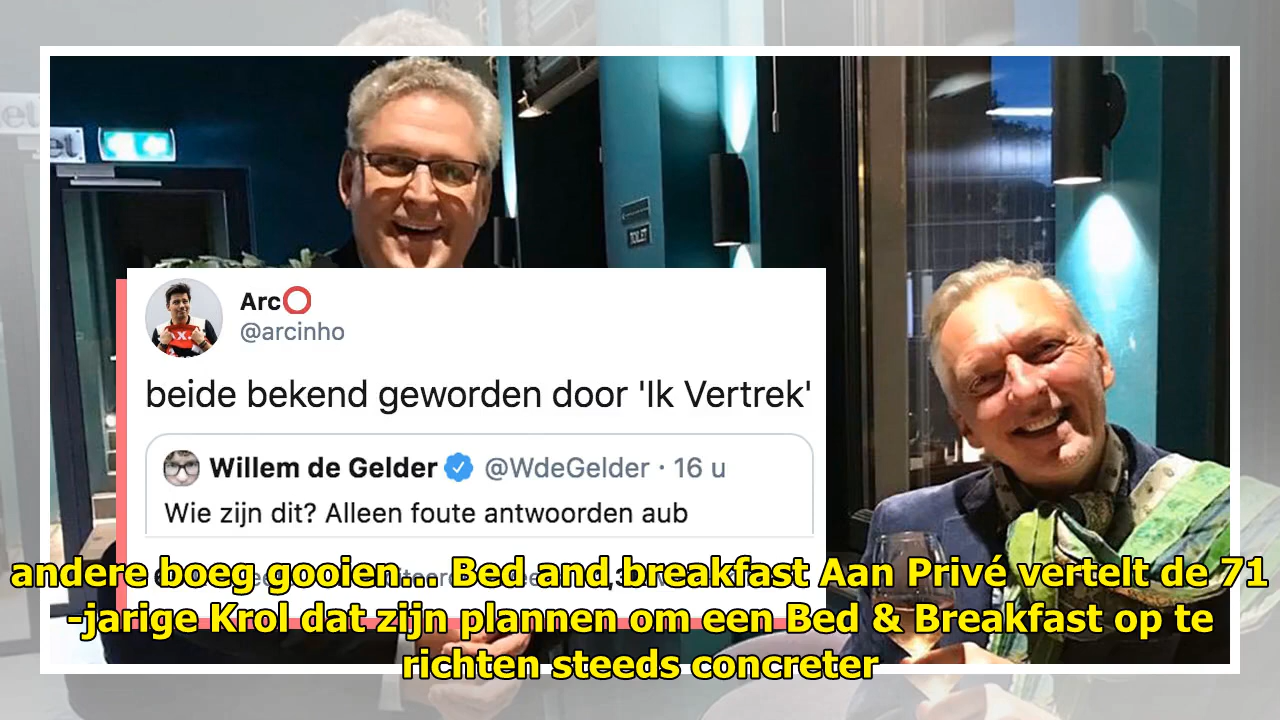 TOILET
Arc⭕
@arcinho
beide bekend geworden door 'Ik Vertrek'
Willem de Gelder @WdeGelder · 16 u
Wie zijn dit? Alleen foute antwoorden aub
andere boeg gooien... Bed and breakfast Aan Privé vertelt de 71
-jarige Krol dat zijn plannen om een Bed & Breakfast op te
richten steeds concreter